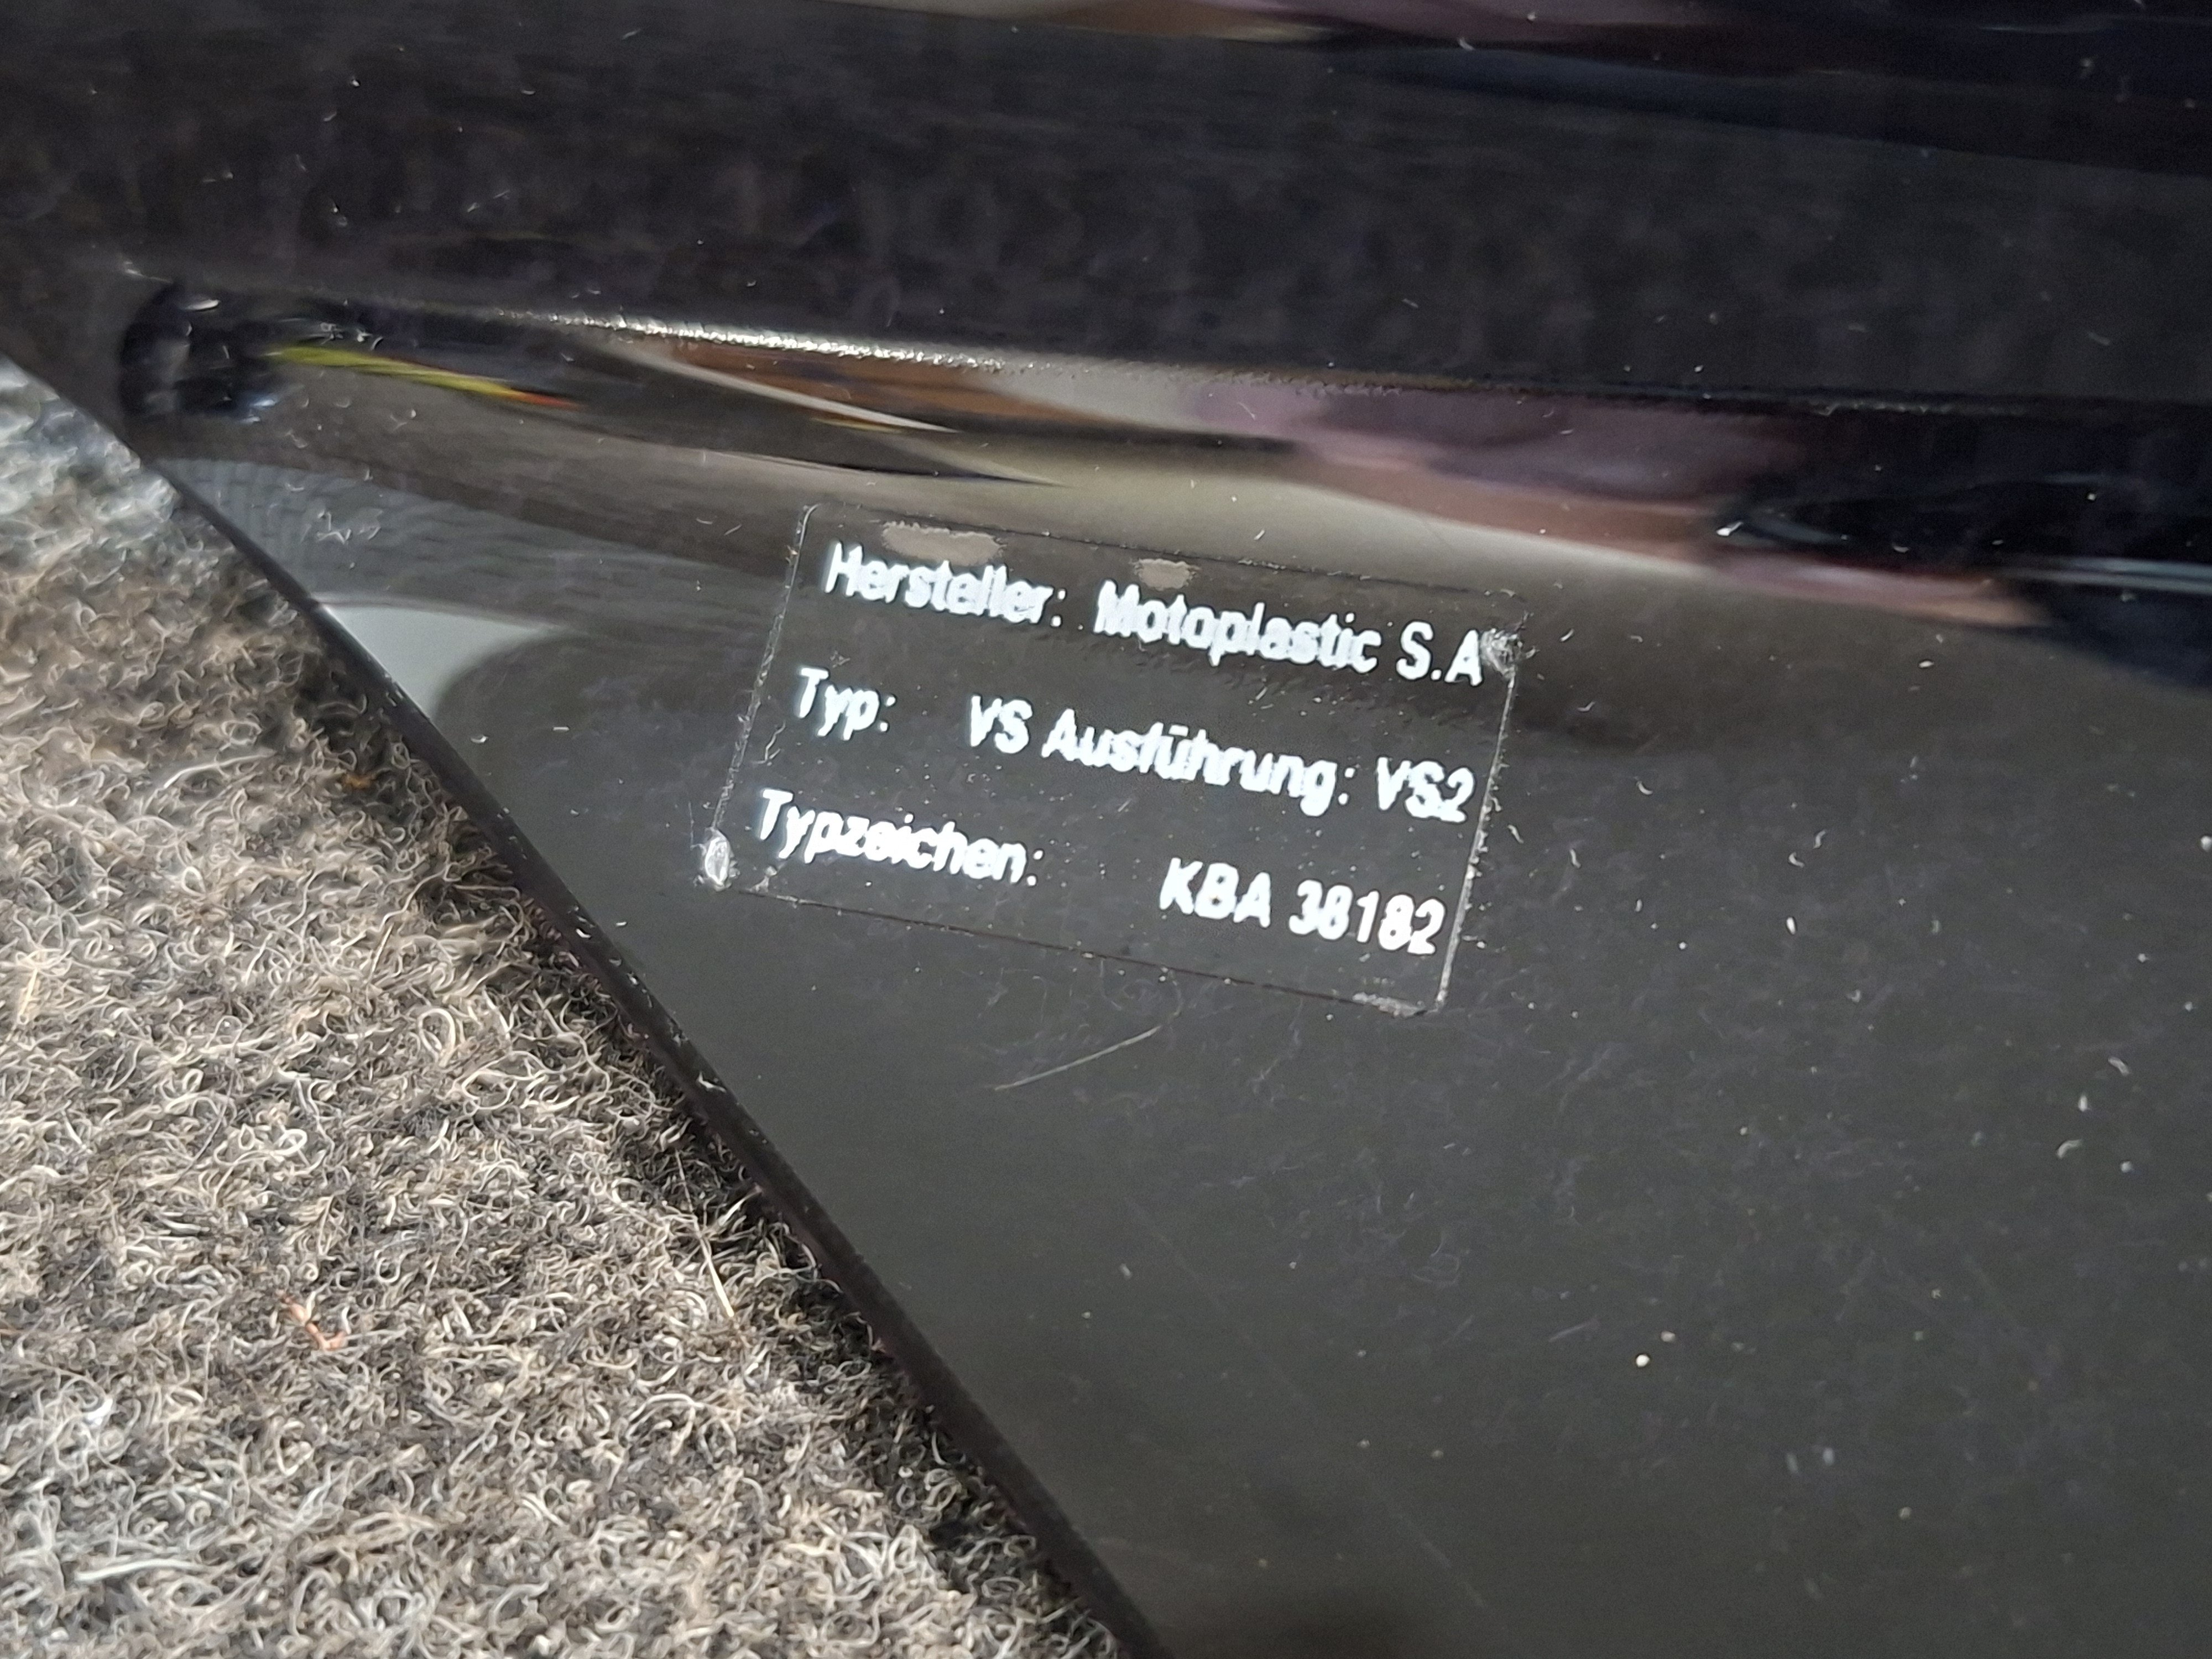 Hersteller: Motoplastic S.A
Typ: VS Ausführung: VS2
Typzeichen: KBA 38182